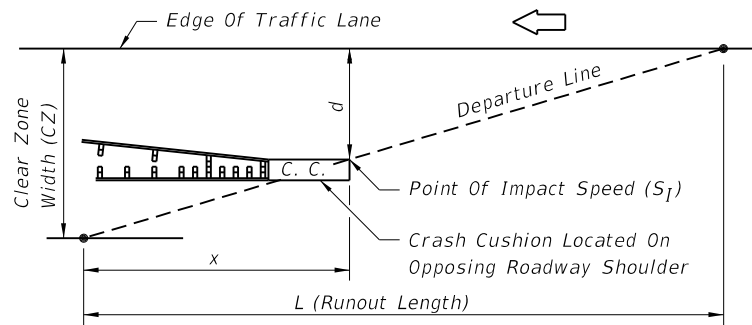 Edge Of Traffic Lane
Departure Line
d
Clear Zone
Width (CZ)
C. C.
Point Of Impact Speed (S_I)
Crash Cushion Located On
Opposing Roadway Shoulder
x
L (Runout Length)